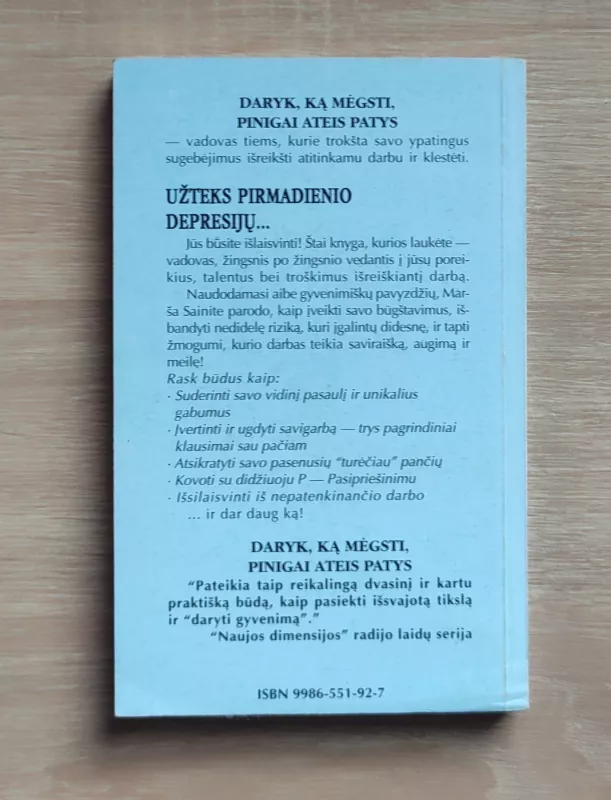 DARYK, KĄ MĖGSTI,
PINIGAI ATEIS PATYS
— vadovas tiems, kurie trokšta savo ypatingus
sugebėjimus išreikšti atitinkamu darbu ir klestėti.
UŽTEKS PIRMADIENIO
DEPRESIJŲ...
Jūs būsite išlaisvinti! Štai knyga, kurios laukėte —
vadovas, žingsnis po žingsnio vedantis į jūsų porei-
kius, talentus bei troškimus išreiškiantį darbą.
Naudodamasi aibe gyvenimiškų pavyzdžių, Mar-
ša Sainite parodo, kaip įveikti savo būgštavimus, iš-
bandyti nedidelę riziką, kuri įgalintų didesnę, ir tapti
žmogumi, kurio darbas teikia saviraišką, augimą ir
meilę!
Rask būdus kaip:
· Suderinti savo vidinį pasaulį ir unikalius
gabumus
· Įvertinti ir ugdyti savigarbą — trys pagrindiniai
klausimai sau pačiam
· Atsikratyti savo pasenusių “turėčiau” pančių
· Kovoti su didžiuoju P — Pasipriešinimu
· Išsilaisvinti iš nepatenkinančio darbo
... ir dar daug ką!
DARYK, KĄ MĖGSTI,
PINIGAI ATEIS PATYS
“Pateikia taip reikalingą dvasinį ir kartu
praktišką būdą, kaip pasiekti išsvajotą tikslą
ir “daryti gyvenimą”.”
“Naujos dimensijos” radijo laidų serija
ISBN 9986-551-92-7